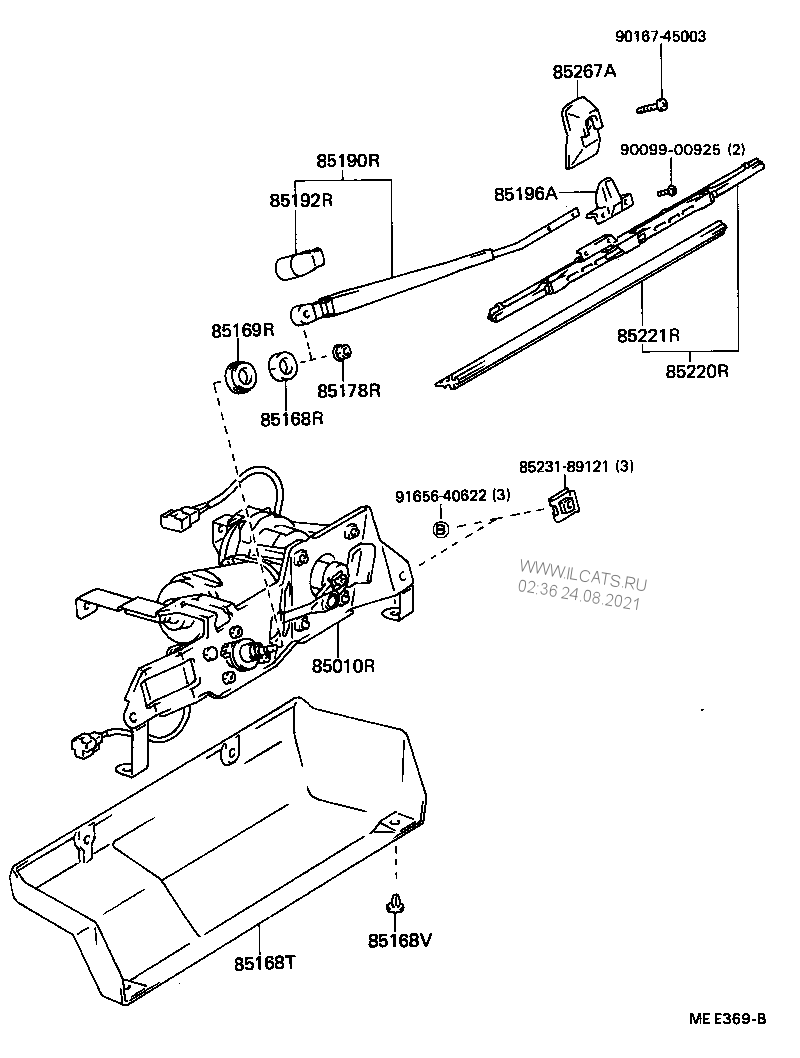 90167-45003
85267A
90099-00925 (2)
85190R
85192R
85196A
85169R
85221R
85220R
85178R
85168R
85231-89121 (3)
91656-40622 (3)
B
WWW.ILCATS.RU
02:36 24.08.2021
85010R
85168V
85168T
ME E369-B